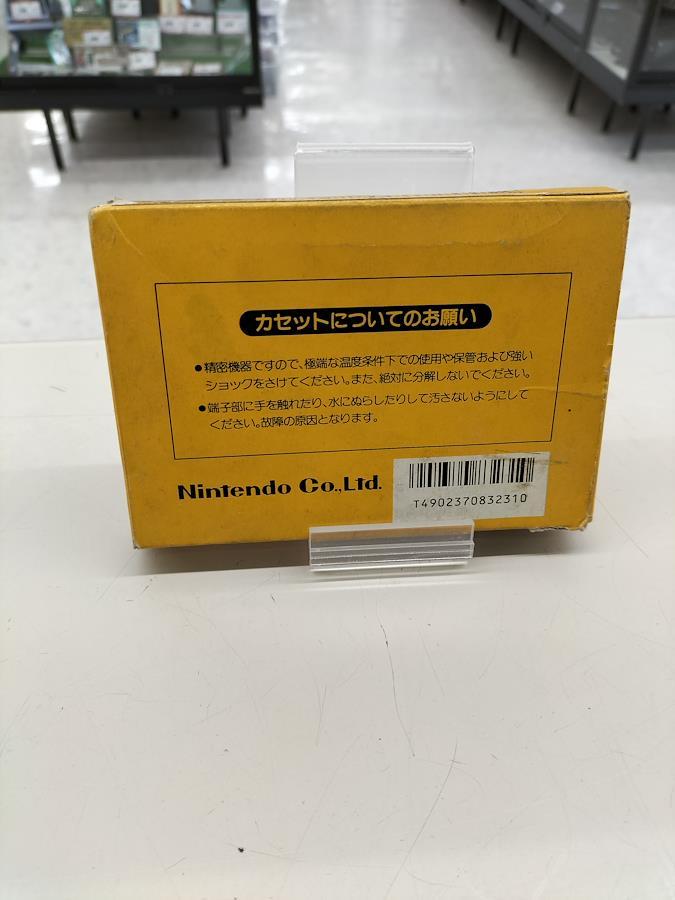 カセットについてのお願い
●精密機器ですので、極端な温度条件下での使用や保管および強い
ショックをさけてください。また、絶対に分解しないでください。
●端子部に手を触れたり、水にぬらしたりして汚さないようにして
ください。故障の原因となります。
Nintendo Co.,Ltd.
T4902370832310